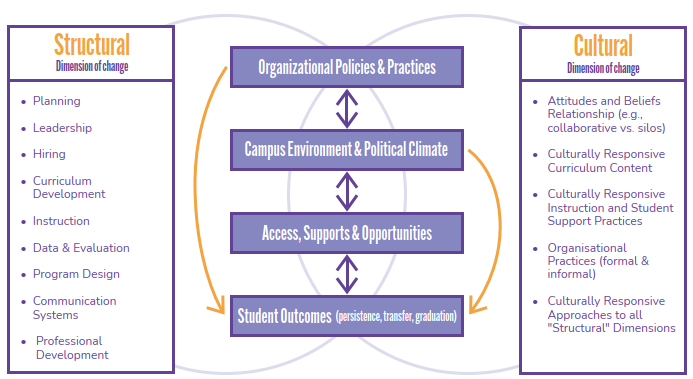 Structural
Dimension of change
• Planning
• Leadership
• Hiring
• Curriculum
Development
• Instruction
• Data & Evaluation
• Program Design
• Communication
Systems
• Professional
Development
Organizational Policies & Practices
Campus Environment & Political Climate
Access, Supports & Opportunities
Student Outcomes (persistence, transfer, graduation)
Cultural
Dimension of change
• Attitudes and Beliefs
Relationship (e.g.,
collaborative vs. silos)
• Culturally Responsive
Curriculum Content
• Culturally Responsive
Instruction and Student
Support Practices
• Organisational
Practices (formal &
informal)
• Culturally Responsive
Approaches to all
"Structural" Dimensions